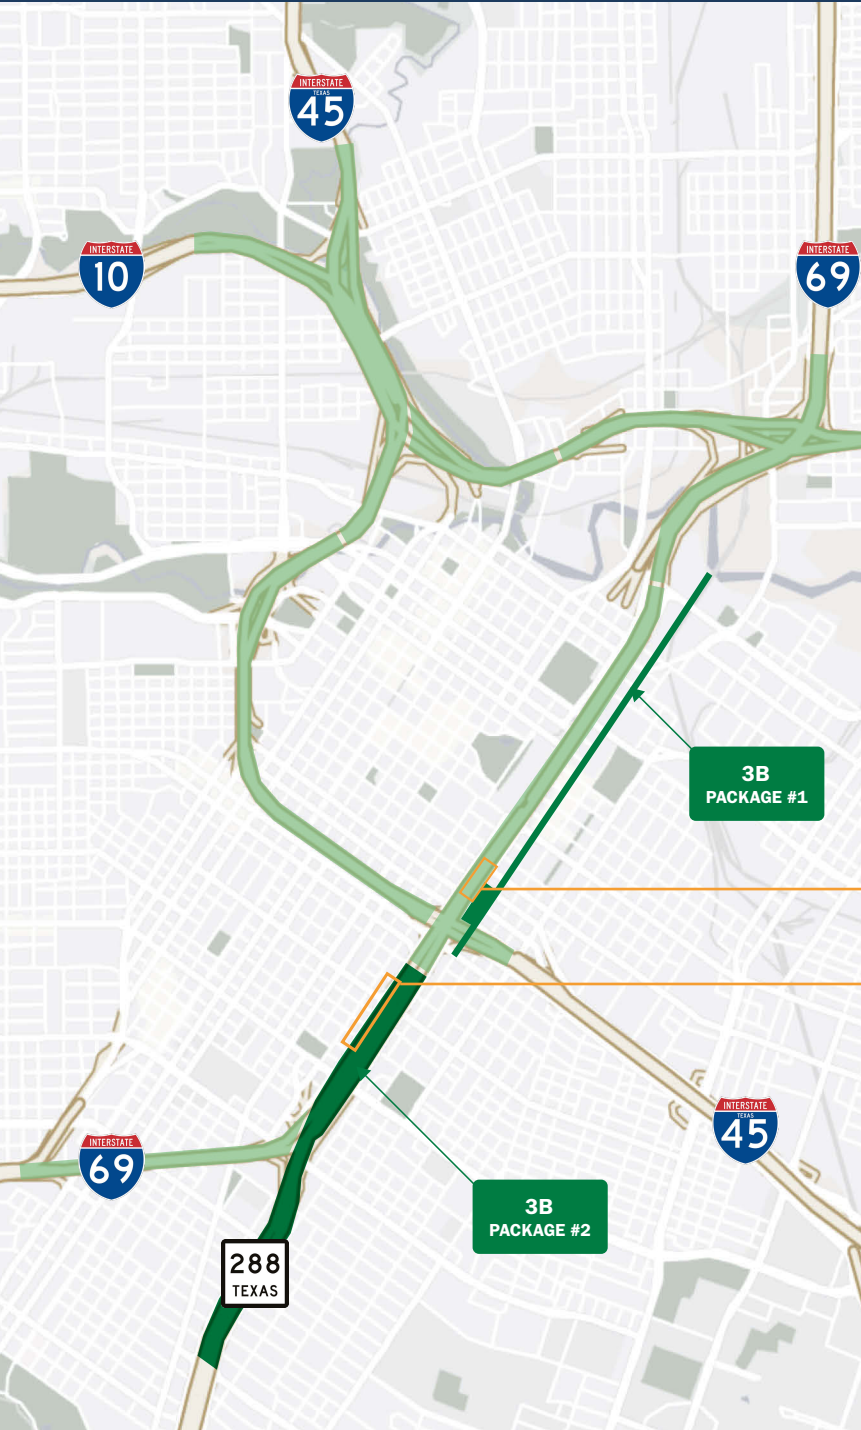 INTERSTATE
TEXAS
45
INTERSTATE
10
INTERSTATE
69
3B
PACKAGE #1
INTERSTATE
TEXAS
45
INTERSTATE
69
3B
PACKAGE #2
288
TEXAS